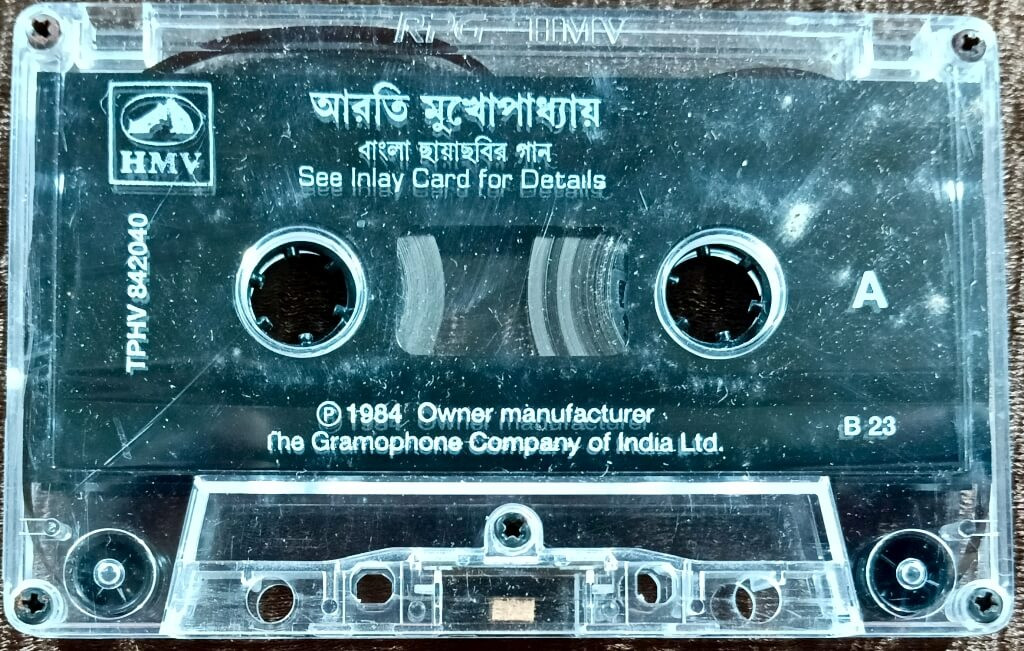 RPG HMV
আরতি মুখোপাধ্যায়
বাংলা ছায়াছবির গান
See Inlay Card for Details
HMV
TPHV 842040
A
℗ 1984 Owner manufacturer
The Gramophone Company of India Ltd.
B 23